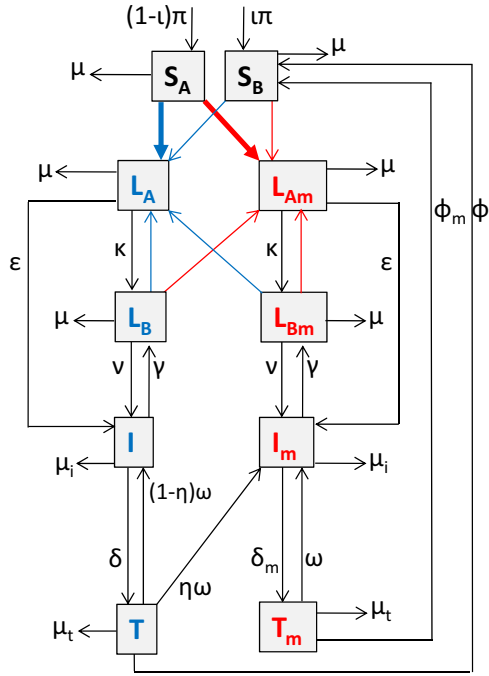 (1-ι)π ιπ
μ S_A S_B μ
μ L_A L_Am μ
ϕ_m ϕ
ε κ κ ε
μ L_B L_Bm μ
ν γ ν γ
I I_m
μ_i (1-η)ω μ_i
δ ηω δ_m ω
μ_t T T_m μ_t